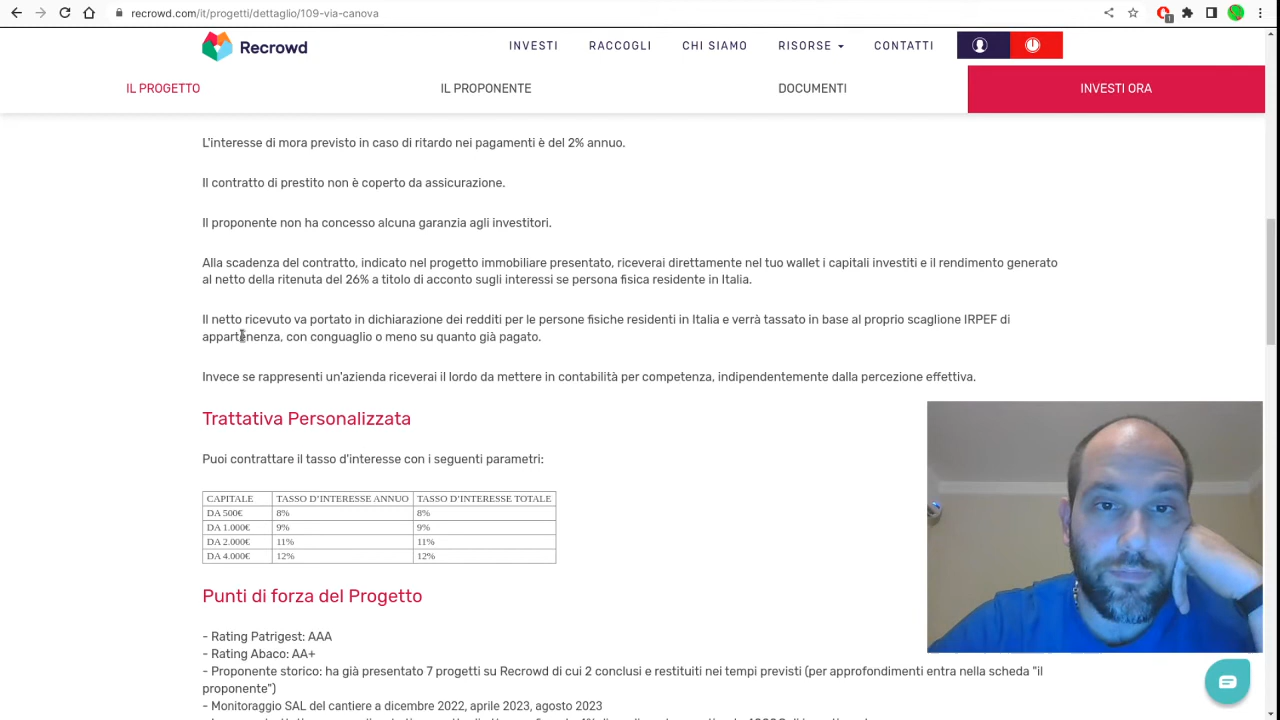 recrowd.com/it/progetti/dettaglio/109-via-canova
1
Recrowd
INVESTI RACCOGLI CHI SIAMO RISORSE CONTATTI
IL PROGETTO IL PROPONENTE DOCUMENTI INVESTI ORA
L'interesse di mora previsto in caso di ritardo nei pagamenti è del 2% annuo.
Il contratto di prestito non è coperto da assicurazione.
Il proponente non ha concesso alcuna garanzia agli investitori.
Alla scadenza del contratto, indicato nel progetto immobiliare presentato, riceverai direttamente nel tuo wallet i capitali investiti e il rendimento generato
al netto della ritenuta del 26% a titolo di acconto sugli interessi se persona fisica residente in Italia.
Il netto ricevuto va portato in dichiarazione dei redditi per le persone fisiche residenti in Italia e verrà tassato in base al proprio scaglione IRPEF di
appartenenza, con conguaglio o meno su quanto già pagato.
Invece se rappresenti un'azienda riceverai il lordo da mettere in contabilità per competenza, indipendentemente dalla percezione effettiva.
Trattativa Personalizzata
Puoi contrattare il tasso d'interesse con i seguenti parametri:
CAPITALE TASSO D'INTERESSE ANNUO TASSO D'INTERESSE TOTALE
DA 500€ 8% 8%
DA 1.000€ 9% 9%
DA 2.000€ 11% 11%
DA 4.000€ 12% 12%
Punti di forza del Progetto
- Rating Patrigest: AAA
- Rating Abaco: AA+
- Proponente storico: ha già presentato 7 progetti su Recrowd di cui 2 conclusi e restituiti nei tempi previsti (per approfondimenti entra nella scheda "il
proponente")
- Monitoraggio SAL del cantiere a dicembre 2022, aprile 2023, agosto 2023